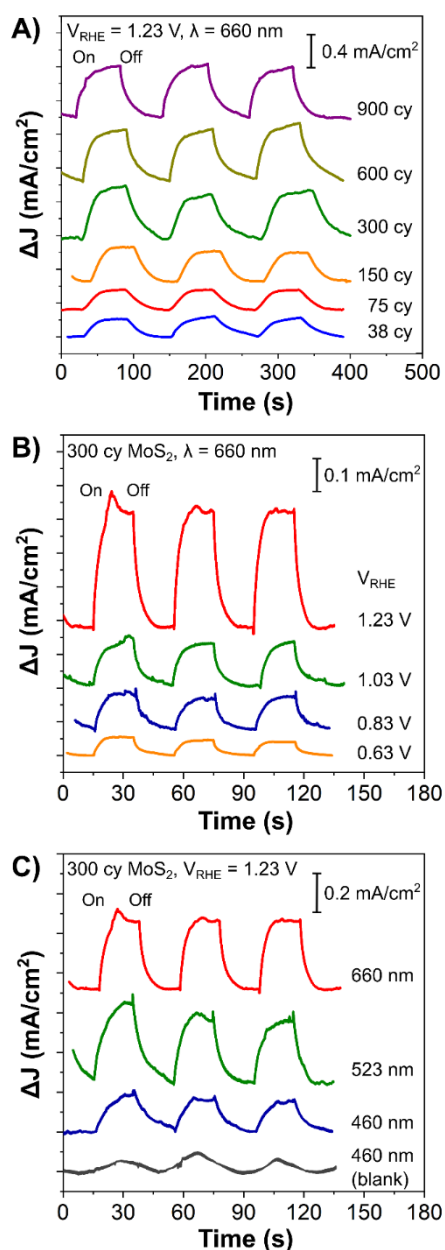 A)
V_RHE = 1.23 V, λ = 660 nm
On Off
0.4 mA/cm²
900 cy
600 cy
300 cy
150 cy
75 cy
38 cy
ΔJ (mA/cm²)
0 100 200 300 400 500
Time (s)
B)
300 cy MoS₂, λ = 660 nm
On Off
0.1 mA/cm²
V_RHE
1.23 V
1.03 V
0.83 V
0.63 V
ΔJ (mA/cm²)
0 30 60 90 120 150 180
Time (s)
C)
300 cy MoS₂, V_RHE = 1.23 V
On Off
0.2 mA/cm²
660 nm
523 nm
460 nm
460 nm
(blank)
ΔJ (mA/cm²)
0 30 60 90 120 150 180
Time (s)